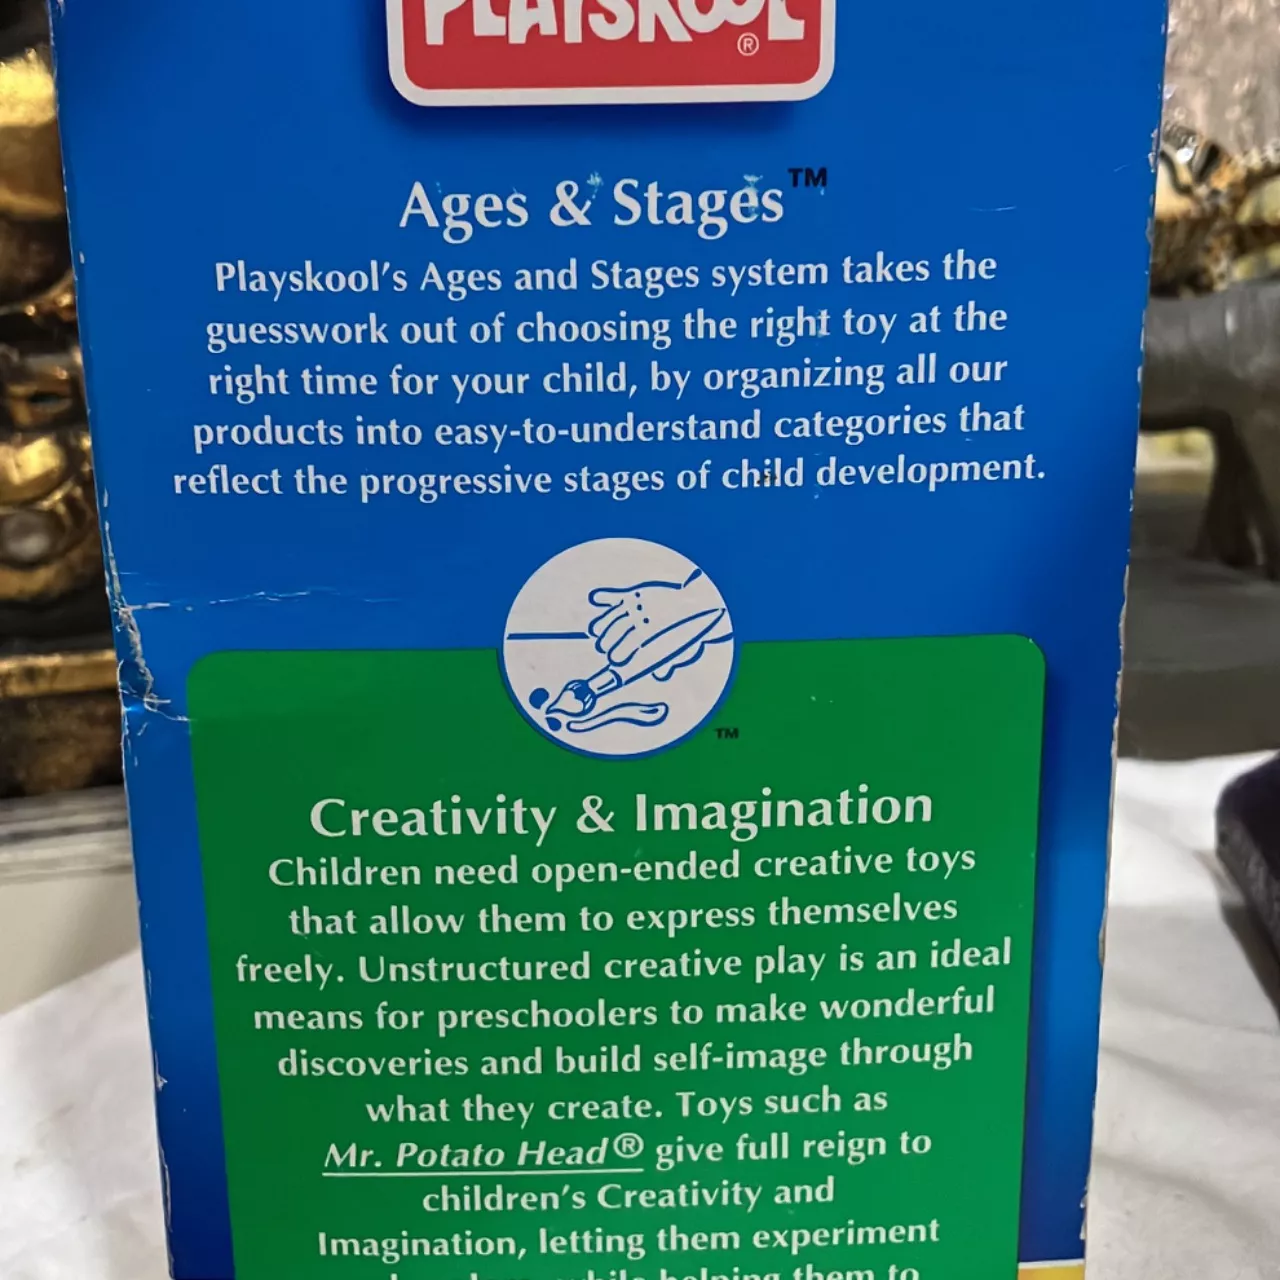 PLAYSKOOL®
Ages & Stages™
Playskool's Ages and Stages system takes the
guesswork out of choosing the right toy at the
right time for your child, by organizing all our
products into easy-to-understand categories that
reflect the progressive stages of child development.
™
Creativity & Imagination
Children need open-ended creative toys
that allow them to express themselves
freely. Unstructured creative play is an ideal
means for preschoolers to make wonderful
discoveries and build self-image through
what they create. Toys such as
Mr. Potato Head® give full reign to
children's Creativity and
Imagination, letting them experiment
while helping them to